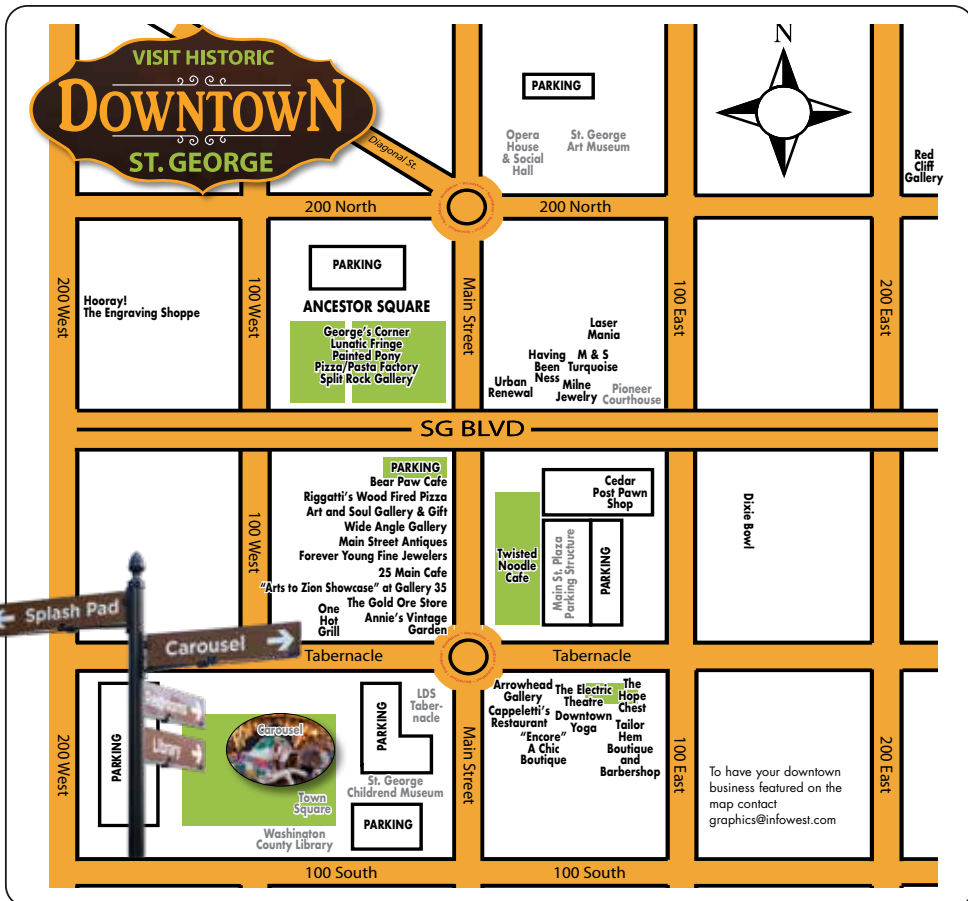 VISIT HISTORIC
DOWNTOWN
ST. GEORGE
N
PARKING
Opera
House
& Social
Hall
St. George
Art Museum
Red
Cliff
Gallery
Diagonal St.
200 North
200 North
200 West
100 West
Main Street
100 East
200 East
PARKING
ANCESTOR SQUARE
George's Corner
Lunatic Fringe
Painted Pony
Pizza/Pasta Factory
Split Rock Gallery
Hooray!
The Engraving Shoppe
Laser
Mania
Having
Been
Ness
M & S
Turquoise
Urban
Renewal
Milne
Jewelry
Pioneer
Courthouse
SG BLVD
PARKING
Bear Paw Cafe
Riggatti's Wood Fired Pizza
Art and Soul Gallery & Gift
Wide Angle Gallery
Main Street Antiques
Forever Young Fine Jewelers
25 Main Cafe
"Arts to Zion Showcase" at Gallery 35
The Gold Ore Store
Annie's Vintage
Garden
One
Hot
Grill
100 West
Cedar
Post Pawn
Shop
Twisted
Noodle
Cafe
Main St. Plaza
Parking Structure
PARKING
Dixie Bowl
Splash Pad
Carousel
Library
Tabernacle
Tabernacle
200 West
PARKING
Carousel
Town
Square
Washinaton
County Library
PARKING
LDS
Taber-
nacle
St. George
Childrend Museum
PARKING
Main Street
Arrowhead
Gallery
Cappeletti's
Restaurant
"Encore"
A Chic
Boutique
The Electric
Theatre
Downtown
Yoga
The
Hope
Chest
Tailor
Hem
Boutique
and
Barbershop
100East
200 East
To have your downtown
business featured on the
map contact
graphics@infowest.com
100 South
100 South